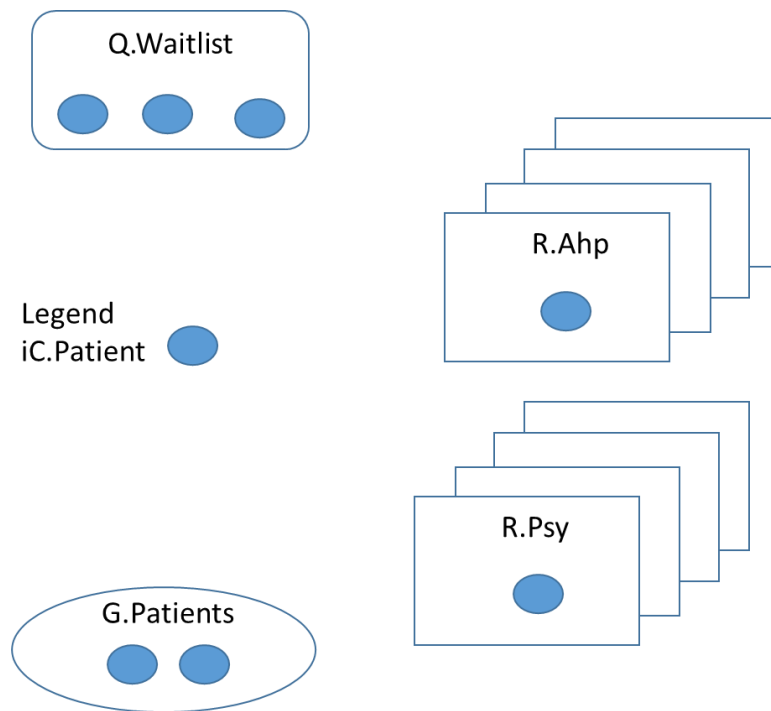 Q.Waitlist
R.Ahp
Legend
iC.Patient
R.Psy
G.Patients